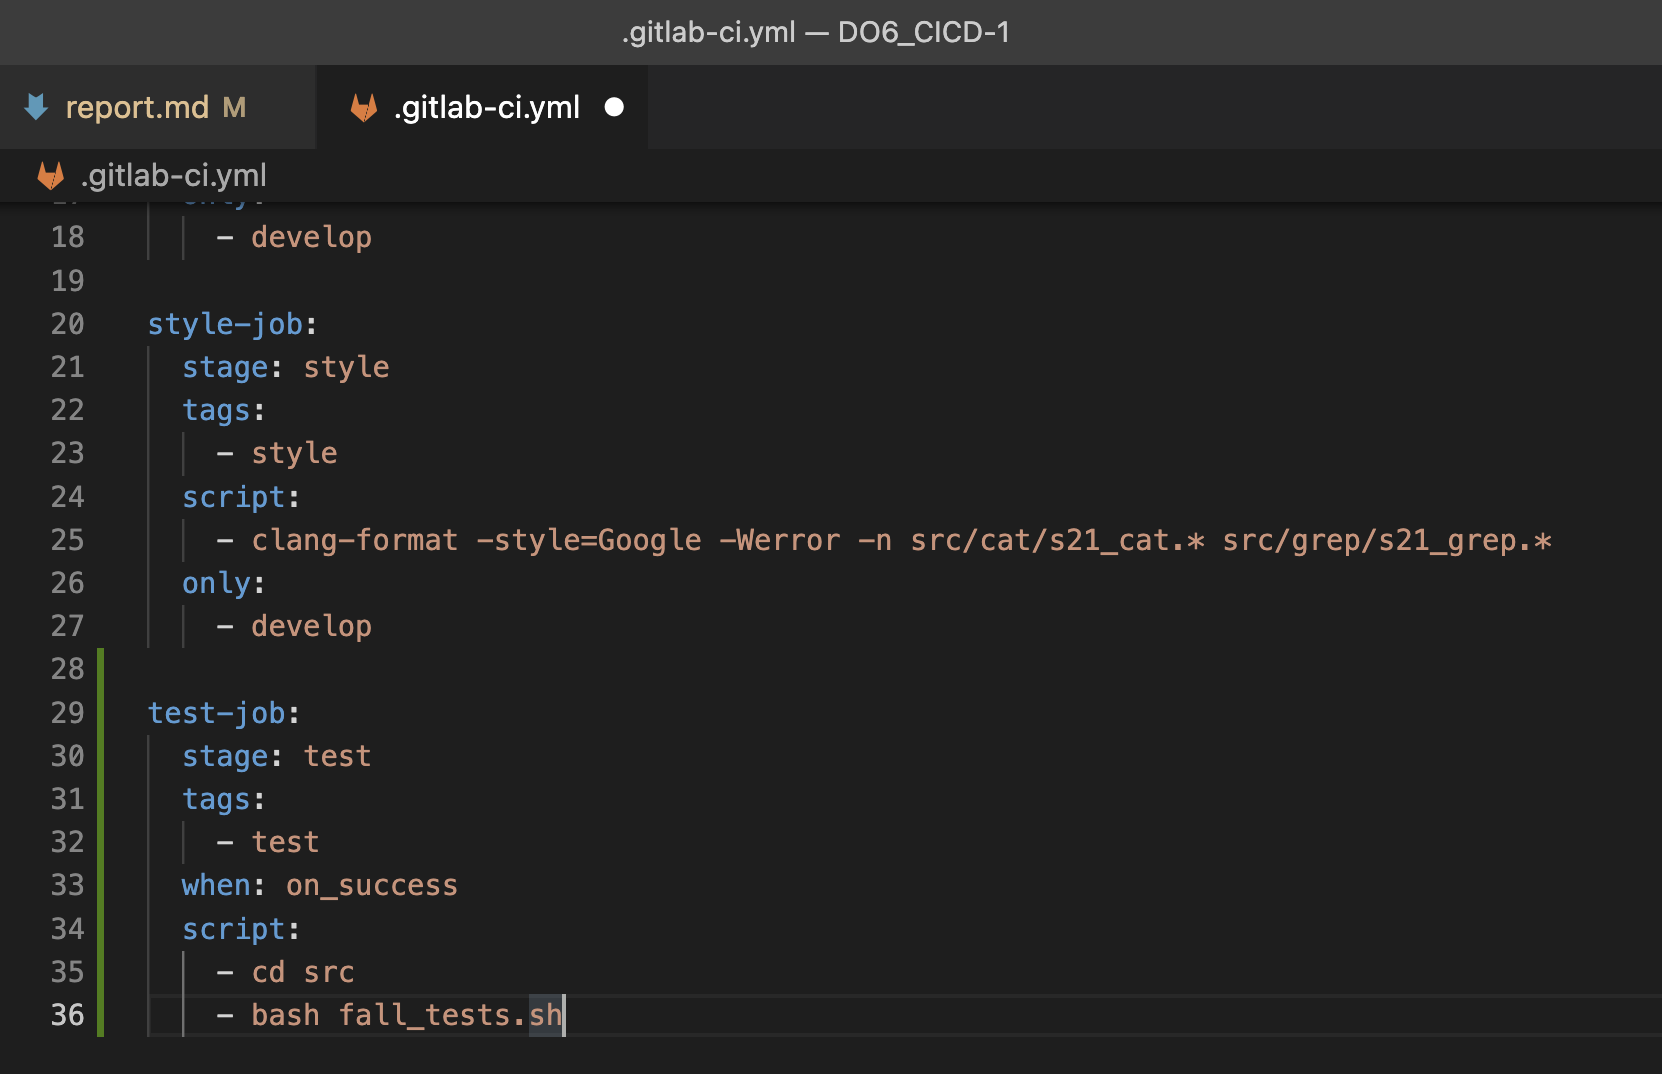 .gitlab-ci.yml — DO6_CICD-1
report.md M
.gitlab-ci.yml
.gitlab-ci.yml
18 - develop
19
20 style-job:
21 stage: style
22 tags:
23 - style
24 script:
25 - clang-format -style=Google -Werror -n src/cat/s21_cat.* src/grep/s21_grep.*
26 only:
27 - develop
28
29 test-job:
30 stage: test
31 tags:
32 - test
33 when: on_success
34 script:
35 - cd src
36 - bash fall_tests.sh